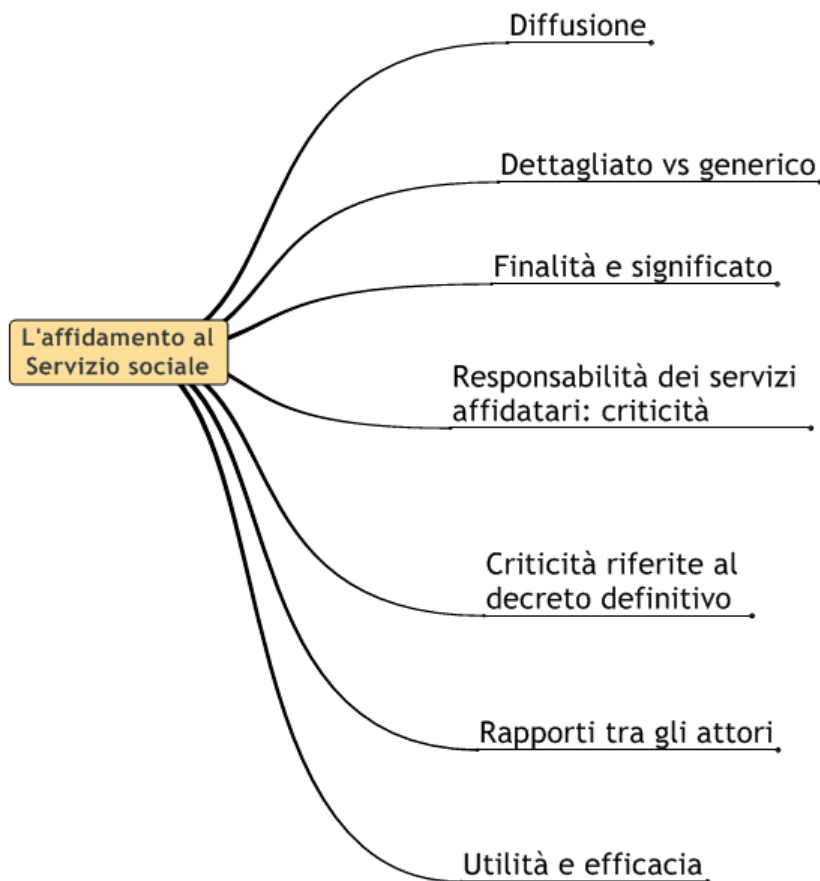 Diffusione
Dettagliato vs generico
Finalità e significato
L'affidamento al
Servizio sociale
Responsabilità dei servizi
affidatari: criticità
Criticità riferite al
decreto definitivo
Rapporti tra gli attori
Utilità e efficacia